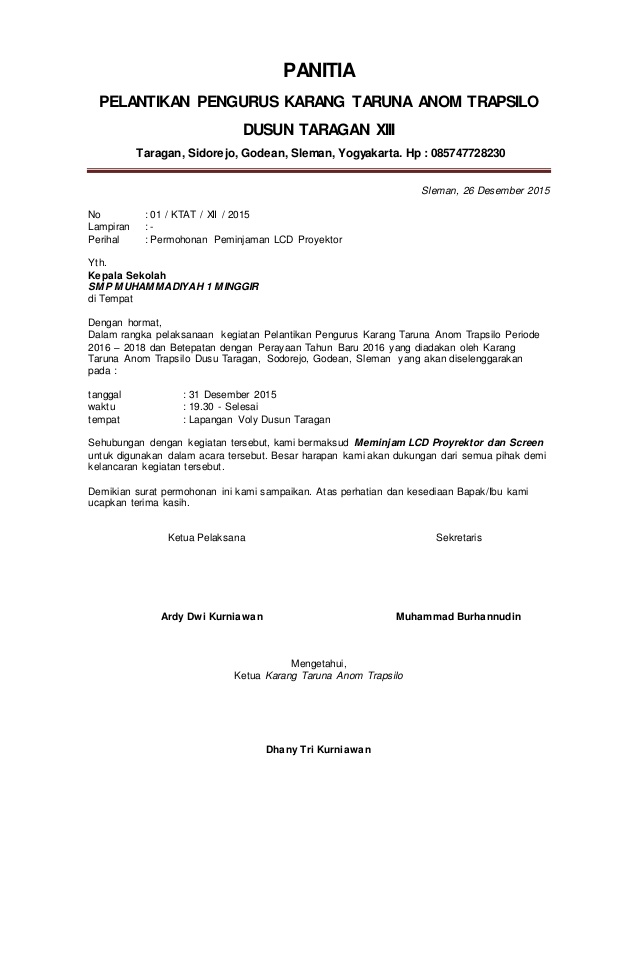 PANITIA
PELANTIKAN PENGURUS KARANG TARUNA ANOM TRAPSILO
DUSUN TARAGAN XIII
Taragan, Sidorejo, Godean, Sleman, Yogyakarta. Hp : 085747728230
Sleman, 26 Desember 2015
No : 01 / KTAT / XII / 2015
Lampiran : -
Perihal : Permohonan Peminjaman LCD Proyektor
Yth.
Kepala Sekolah
SMP MUHAMMADIYAH 1 MINGGIR
di Tempat
Dengan hormat,
Dalam rangka pelaksanaan kegiatan Pelantikan Pengurus Karang Taruna Anom Trapsilo Periode
2016 – 2018 dan Betepatan dengan Perayaan Tahun Baru 2016 yang diadakan oleh Karang
Taruna Anom Trapsilo Dusu Taragan, Sodorejo, Godean, Sleman yang akan diselenggarakan
pada :
tanggal : 31 Desember 2015
waktu : 19.30 - Selesai
tempat : Lapangan Voly Dusun Taragan
Sehubungan dengan kegiatan tersebut, kami bermaksud Meminjam LCD Proyrektor dan Screen
untuk digunakan dalam acara tersebut. Besar harapan kami akan dukungan dari semua pihak demi
kelancaran kegiatan tersebut.
Demikian surat permohonan ini kami sampaikan. Atas perhatian dan kesediaan Bapak/Ibu kami
ucapkan terima kasih.
Ketua Pelaksana Sekretaris
Ardy Dwi Kurniawan Muhammad Burhannudin
Mengetahui,
Ketua Karang Taruna Anom Trapsilo
Dhany Tri Kurniawan